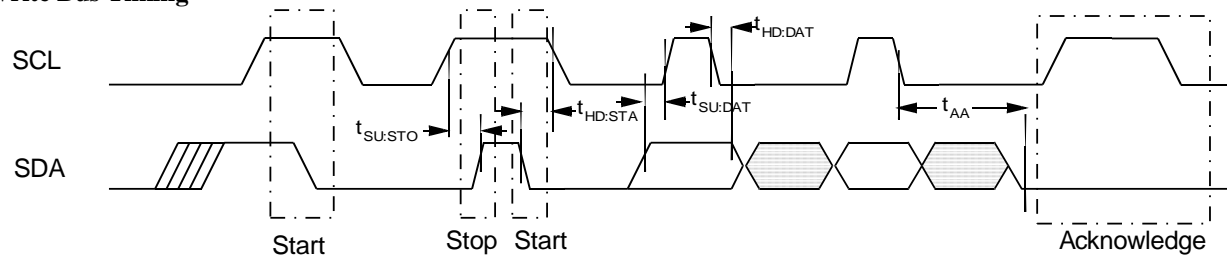 Write Bus Timing
SCL
tHD:DAT
tSU:DAT
tHD:STA
tAA
tSU:STO
SDA
Start
Stop
Start
Acknowledge